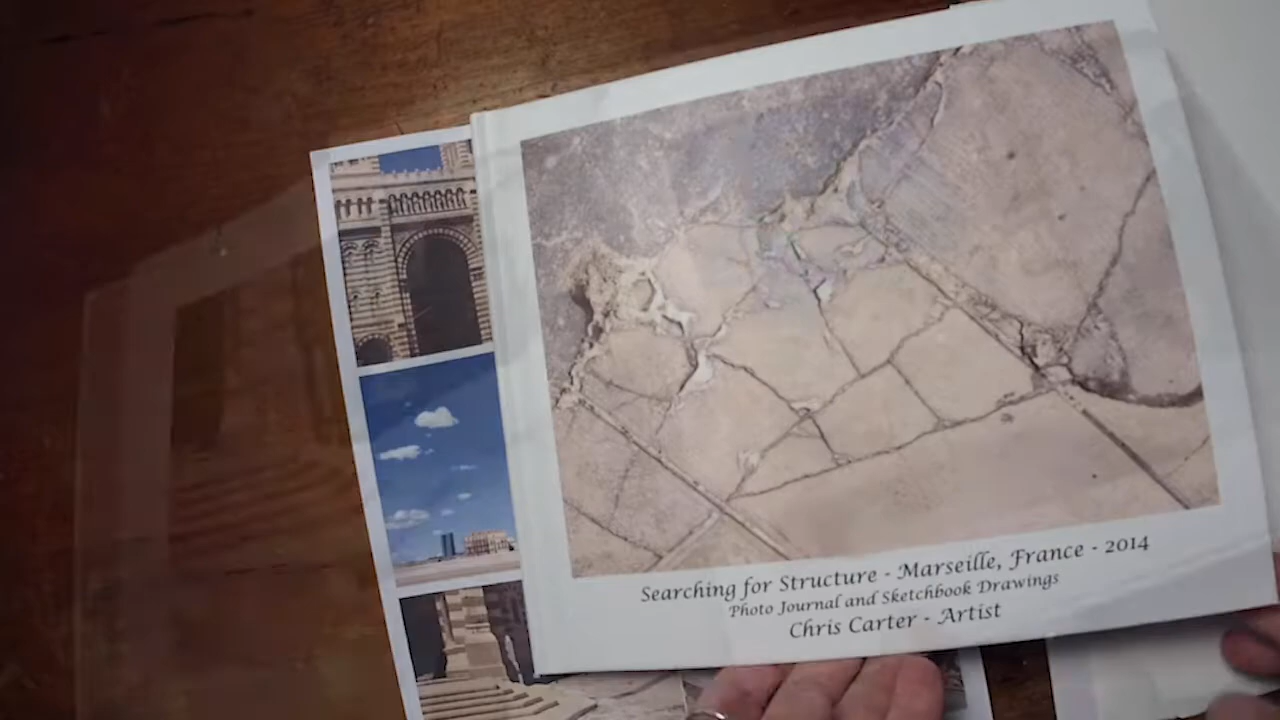 Searching for Structure - Marseille, France - 2014
Photo Journal and Sketchbook Drawings
Chris Carter - Artist